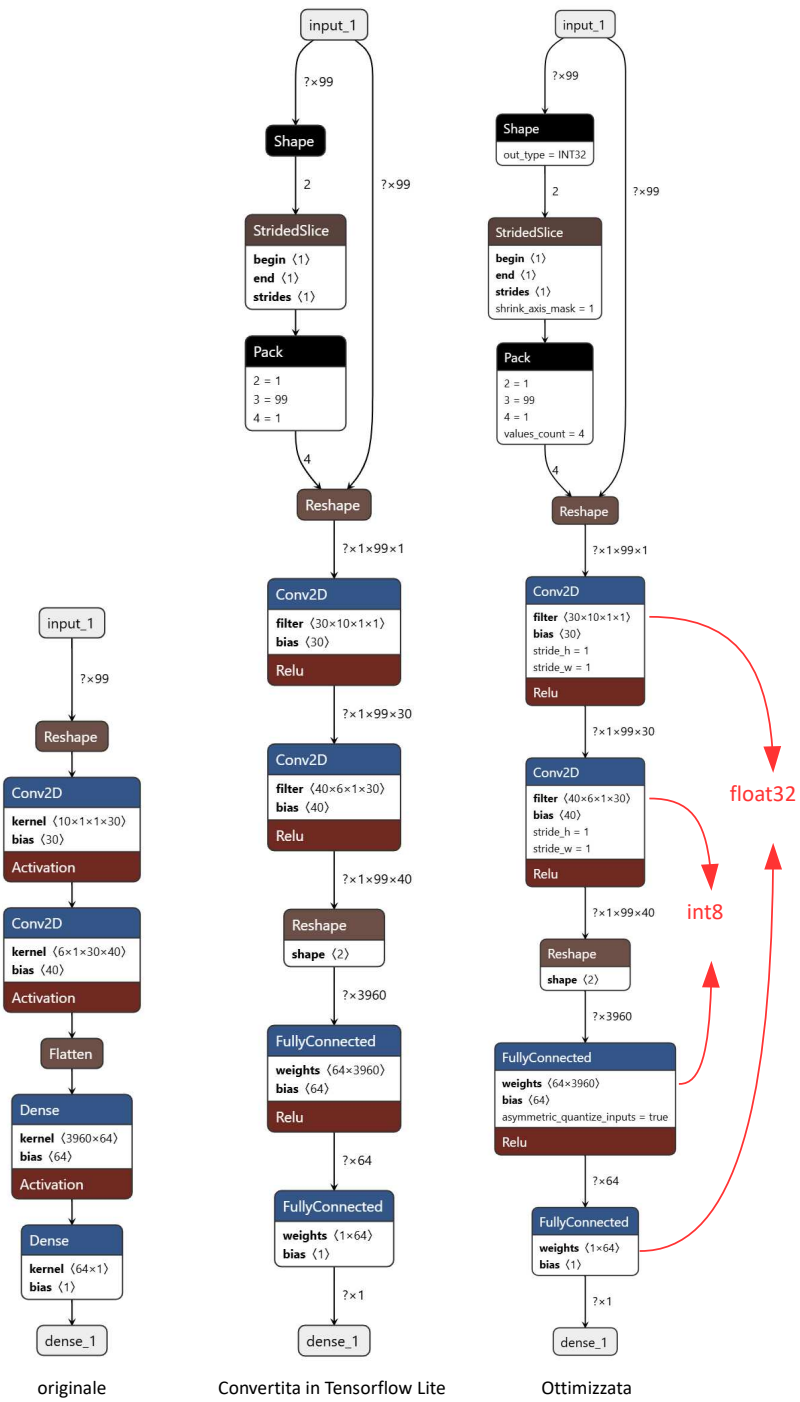 input_1
?×99
Reshape
Conv2D
kernel ⟨10×1×1×30⟩
bias ⟨30⟩
Activation
Conv2D
kernel ⟨6×1×30×40⟩
bias ⟨40⟩
Activation
Flatten
Dense
kernel ⟨3960×64⟩
bias ⟨64⟩
Activation
Dense
kernel ⟨64×1⟩
bias ⟨1⟩
dense_1
originale
input_1
?×99
Shape
2
?×99
StridedSlice
begin ⟨1⟩
end ⟨1⟩
strides ⟨1⟩
Pack
2 = 1
3 = 99
4 = 1
4
Reshape
?×1×99×1
Conv2D
filter ⟨30×10×1×1⟩
bias ⟨30⟩
Relu
?×1×99×30
Conv2D
filter ⟨40×6×1×30⟩
bias ⟨40⟩
Relu
?×1×99×40
Reshape
shape ⟨2⟩
?×3960
FullyConnected
weights ⟨64×3960⟩
bias ⟨64⟩
Relu
?×64
FullyConnected
weights ⟨1×64⟩
bias ⟨1⟩
?×1
dense_1
Convertita in Tensorflow Lite
input_1
?×99
Shape
out_type = INT32
2
?×99
StridedSlice
begin ⟨1⟩
end ⟨1⟩
strides ⟨1⟩
shrink_axis_mask = 1
Pack
2 = 1
3 = 99
4 = 1
values_count = 4
4
Reshape
?×1×99×1
Conv2D
filter ⟨30×10×1×1⟩
bias ⟨30⟩
stride_h = 1
stride_w = 1
Relu
?×1×99×30
Conv2D
filter ⟨40×6×1×30⟩
bias ⟨40⟩
stride_h = 1
stride_w = 1
Relu
?×1×99×40
Reshape
shape ⟨2⟩
?×3960
FullyConnected
weights ⟨64×3960⟩
bias ⟨64⟩
asymmetric_quantize_inputs = true
Relu
?×64
FullyConnected
weights ⟨1×64⟩
bias ⟨1⟩
?×1
dense_1
Ottimizzata
float32
int8